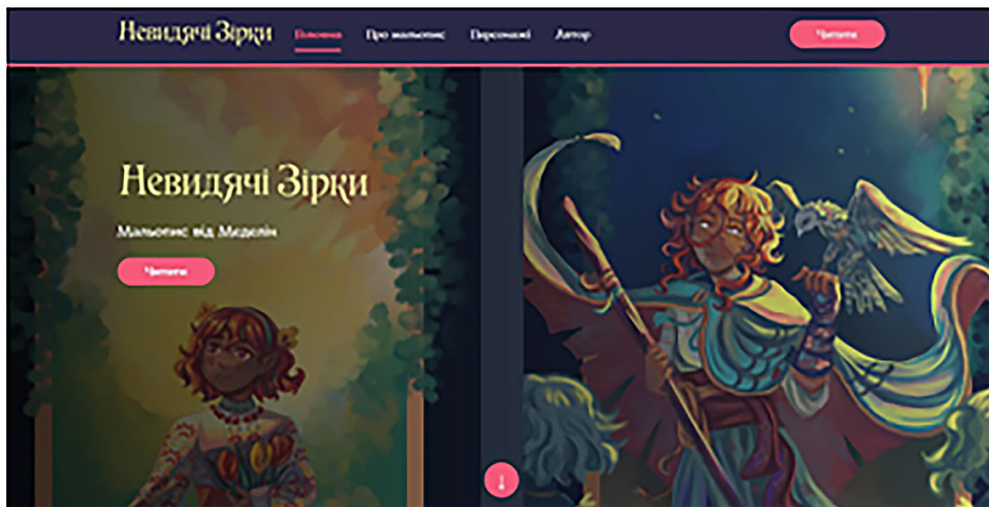 Невидячі Зірки Головна Про мальопис Персонажі Автор Читати
Невидячі Зірки
Мальопис від Меделін
Читати